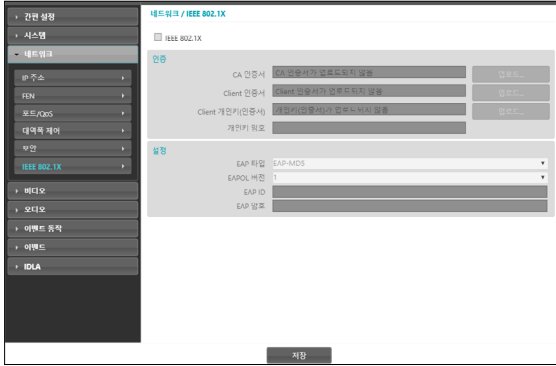 간편 설정
시스템
네트워크
IP 주소
FEN
포트/QoS
대역폭 제어
보안
IEEE 802.1X
비디오
오디오
이벤트 동작
이벤트
IDLA
네트워크 / IEEE 802.1X
IEEE 802.1X
인증
CA 인증서 CA 인증서가 업로드되지 않음 업로드...
Client 인증서 Client 인증서가 업로드되지 않음 업로드...
Client 개인키(인증서) 개인키(인증서)가 업로드되지 않음 업로드...
개인키 암호
설정
EAP 타입 EAP-MD5
EAPOL 버전 1
EAP ID
EAP 암호
저장